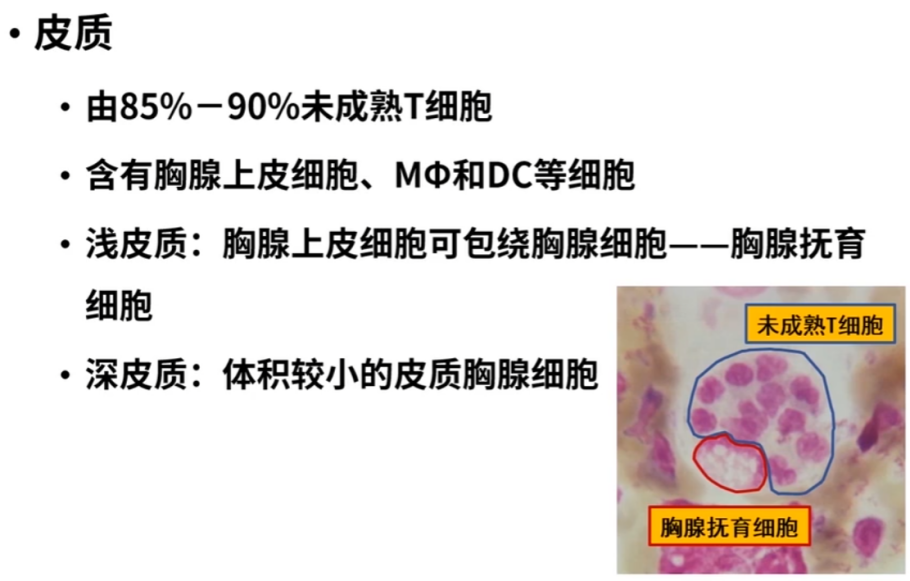 • 皮质
• 由85%－90%未成熟T细胞
• 含有胸腺上皮细胞、MΦ和DC等细胞
• 浅皮质：胸腺上皮细胞可包绕胸腺细胞——胸腺抚育
细胞
• 深皮质：体积较小的皮质胸腺细胞
未成熟T细胞
胸腺抚育细胞